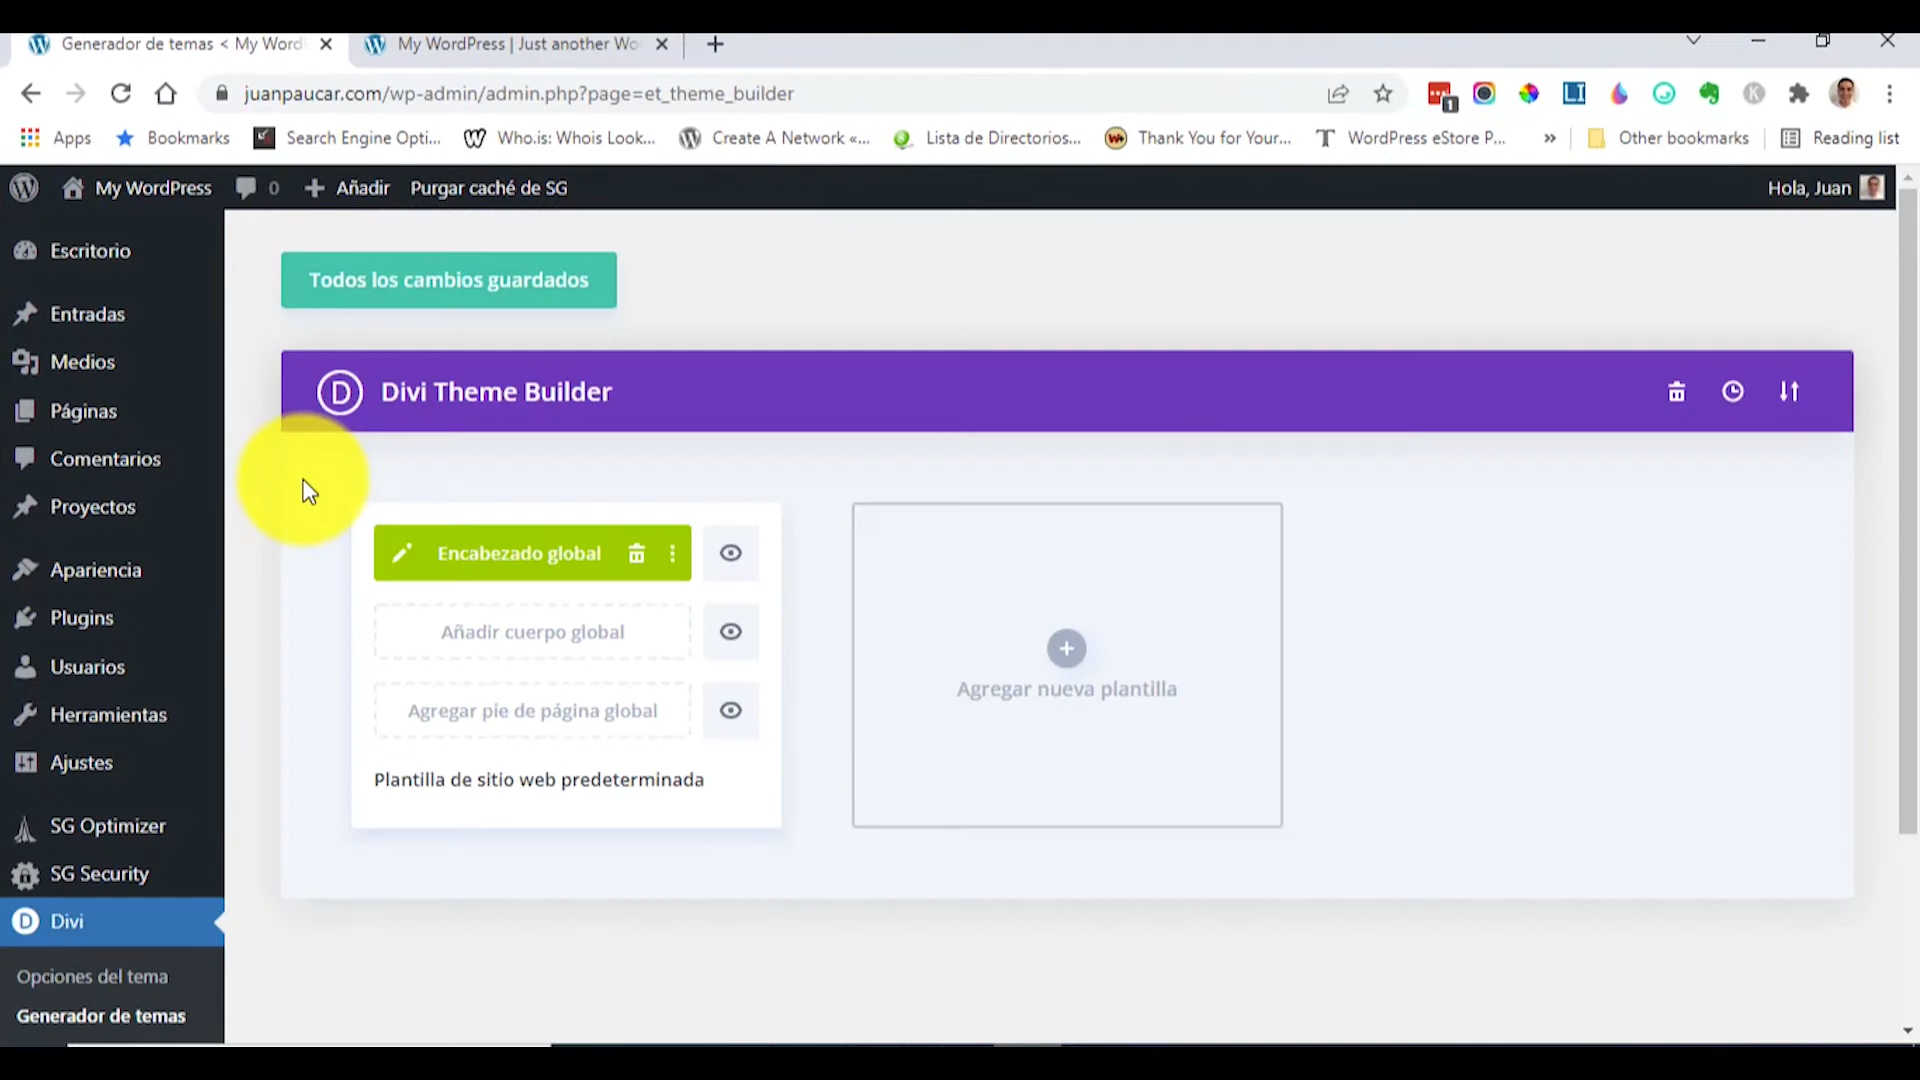 Generador de temas < My Word
My WordPress | Just another Wo
juanpaucar.com/wp-admin/admin.php?page=et_theme_builder
1
Apps
Bookmarks
Search Engine Opti...
Who.is: Whois Look...
Create A Network «...
Lista de Directorios...
Thank You for Your...
WordPress eStore P...
»
Other bookmarks
Reading list
My WordPress
0
Añadir
Purgar caché de SG
Hola, Juan
Escritorio
Entradas
Medios
Páginas
Comentarios
Proyectos
Apariencia
Plugins
Usuarios
Herramientas
Ajustes
SG Optimizer
SG Security
Divi
Opciones del tema
Generador de temas
Todos los cambios guardados
D Divi Theme Builder
Encabezado global
Añadir cuerpo global
Agregar pie de página global
Plantilla de sitio web predeterminada
Agregar nueva plantilla